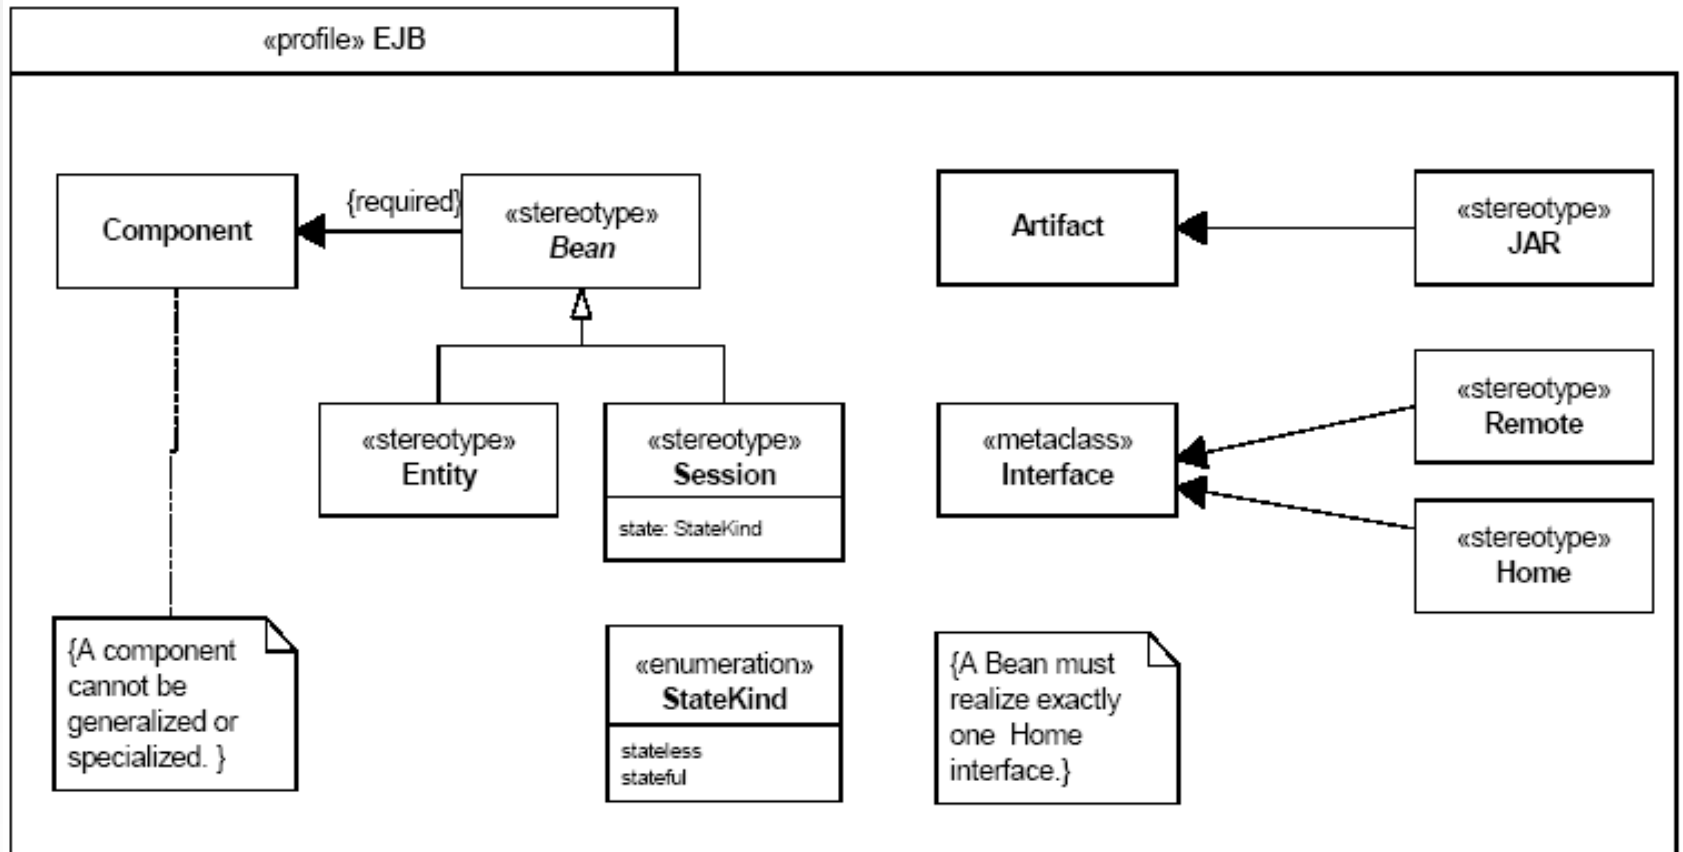 «profile» EJB
Component
{required}
«stereotype»
Bean
Artifact
«stereotype»
JAR
«stereotype»
Entity
«stereotype»
Session
state: StateKind
«metaclass»
Interface
«stereotype»
Remote
«stereotype»
Home
{A component
cannot be
generalized or
specialized. }
«enumeration»
StateKind
stateless
stateful
{A Bean must
realize exactly
one  Home
interface.}